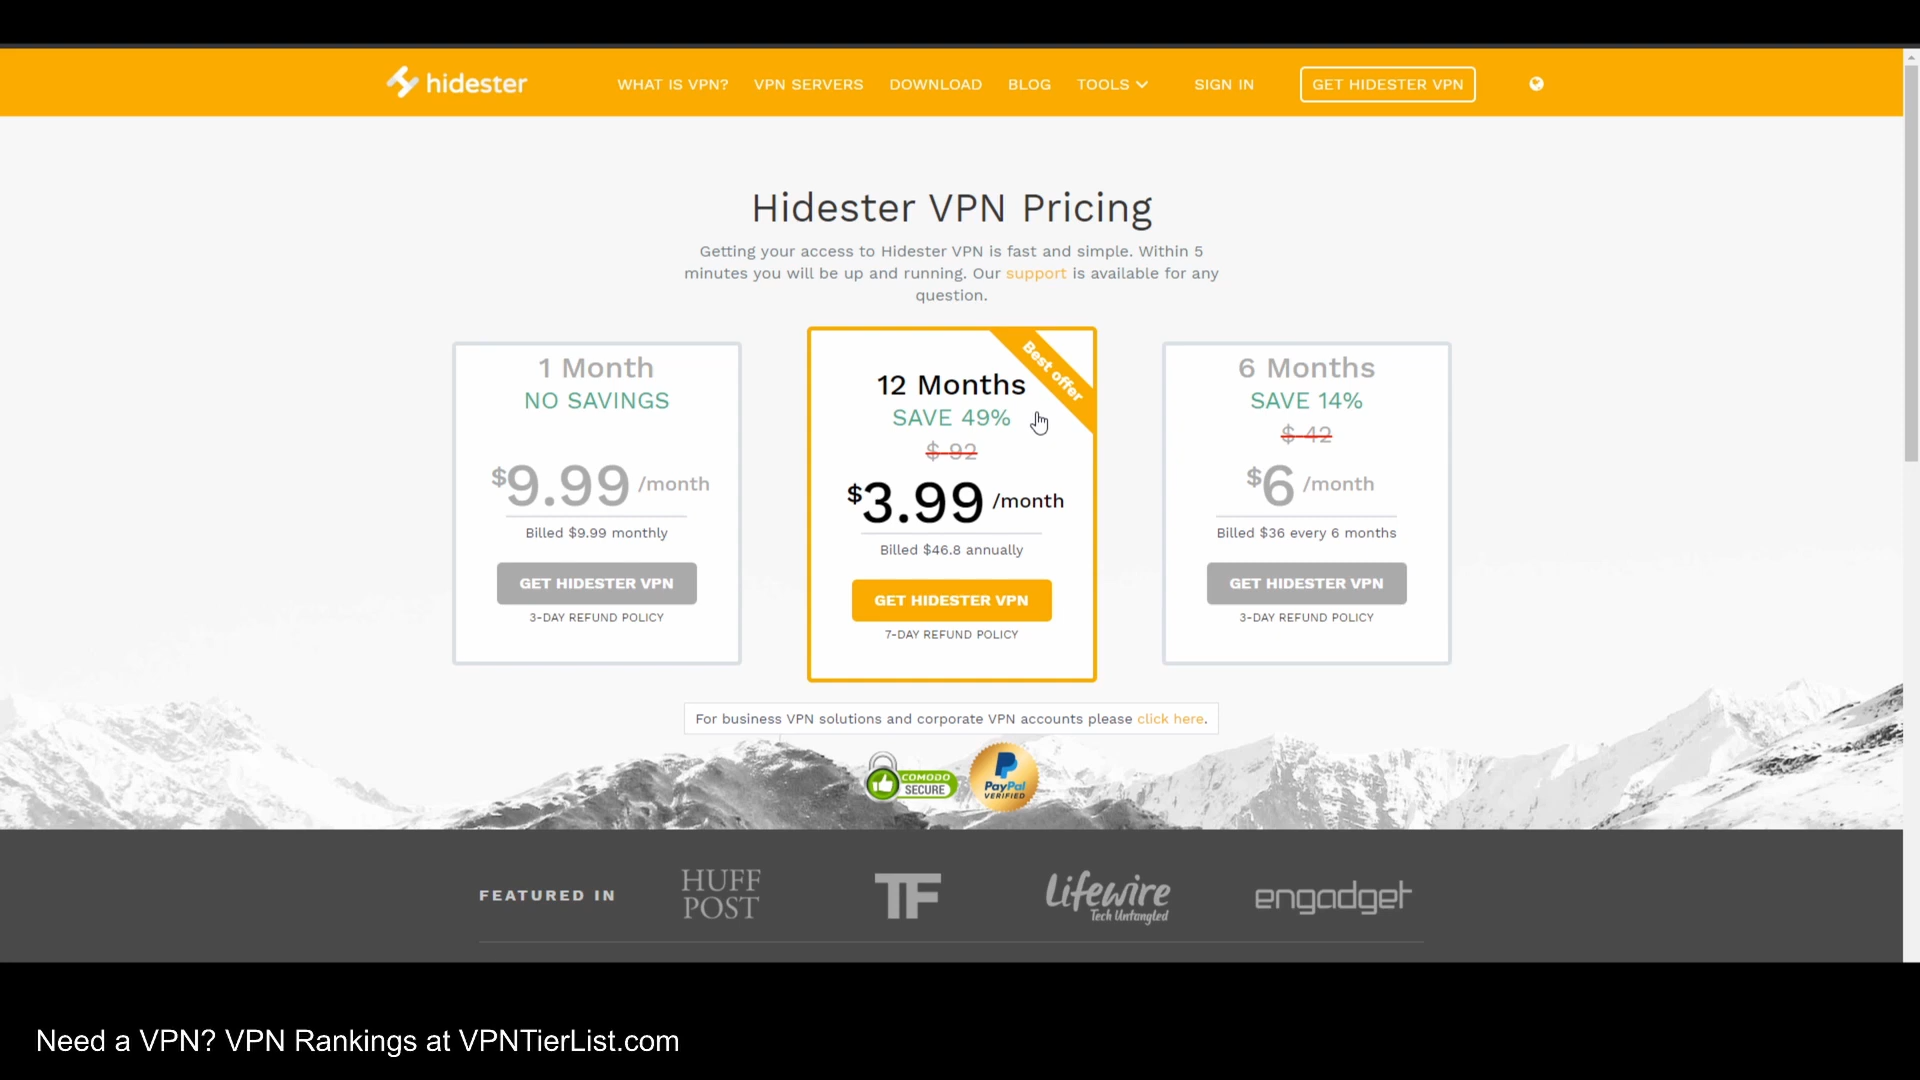 hidester
WHAT IS VPN? VPN SERVERS DOWNLOAD BLOG TOOLS SIGN IN GET HIDESTER VPN
Hidester VPN Pricing
Getting your access to Hidester VPN is fast and simple. Within 5
minutes you will be up and running. Our support is available for any
question.
1 Month
NO SAVINGS
$9.99 /month
Billed $9.99 monthly
GET HIDESTER VPN
3-DAY REFUND POLICY
Best offer
12 Months
SAVE 49%
$ 92
$3.99 /month
Billed $46.8 annually
GET HIDESTER VPN
7-DAY REFUND POLICY
6 Months
SAVE 14%
$ 42
$6 /month
Billed $36 every 6 months
GET HIDESTER VPN
3-DAY REFUND POLICY
For business VPN solutions and corporate VPN accounts please click here.
COMODO
SECURE
PayPal
VERIFIED
FEATURED IN
HUFF
POST
TF
Lifewire
Tech Untangled
engadget
Need a VPN? VPN Rankings at VPNTierList.com